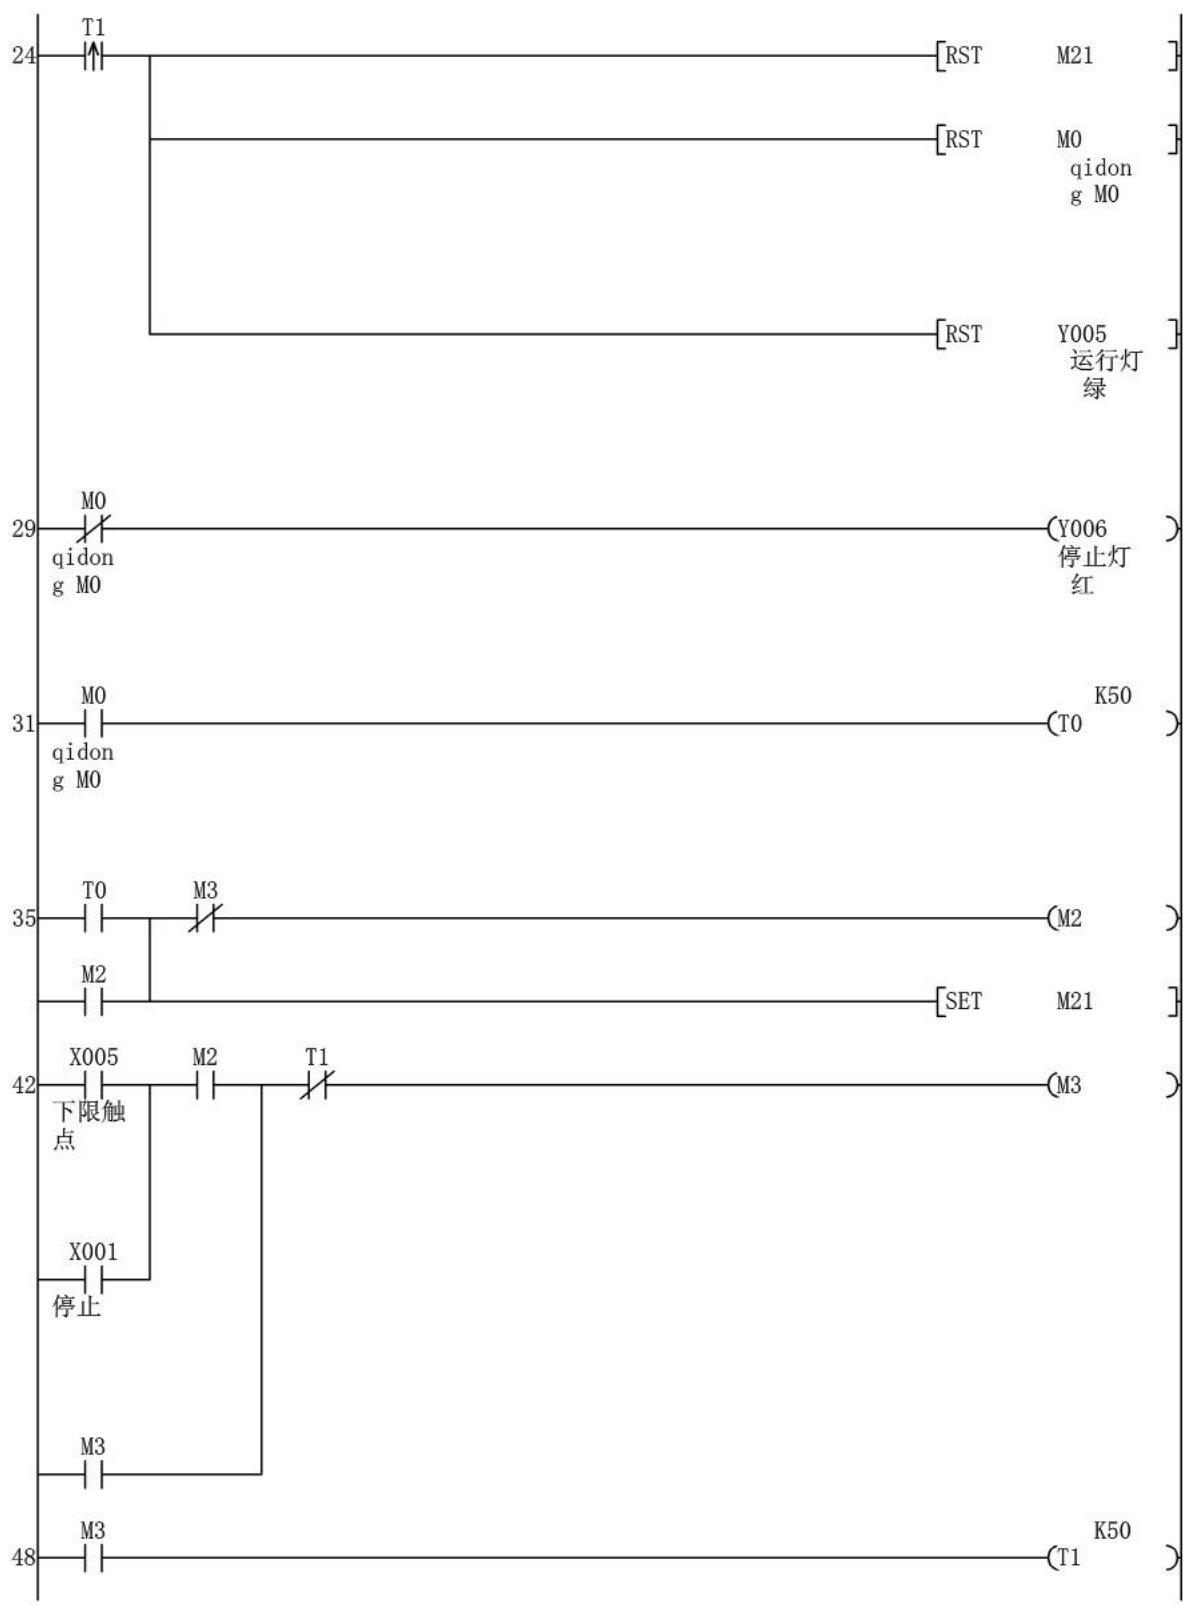 T1
24 RST M21
RST M0
qidon
g M0
RST Y005
运行灯
绿
M0
29 Y006
qidon 停止灯
g M0 红
M0 K50
31 T0
qidon
g M0
T0 M3
35 M2
M2
SET M21
X005 M2 T1
42 M3
下限触
点
X001
停止
M3
M3 K50
48 T1